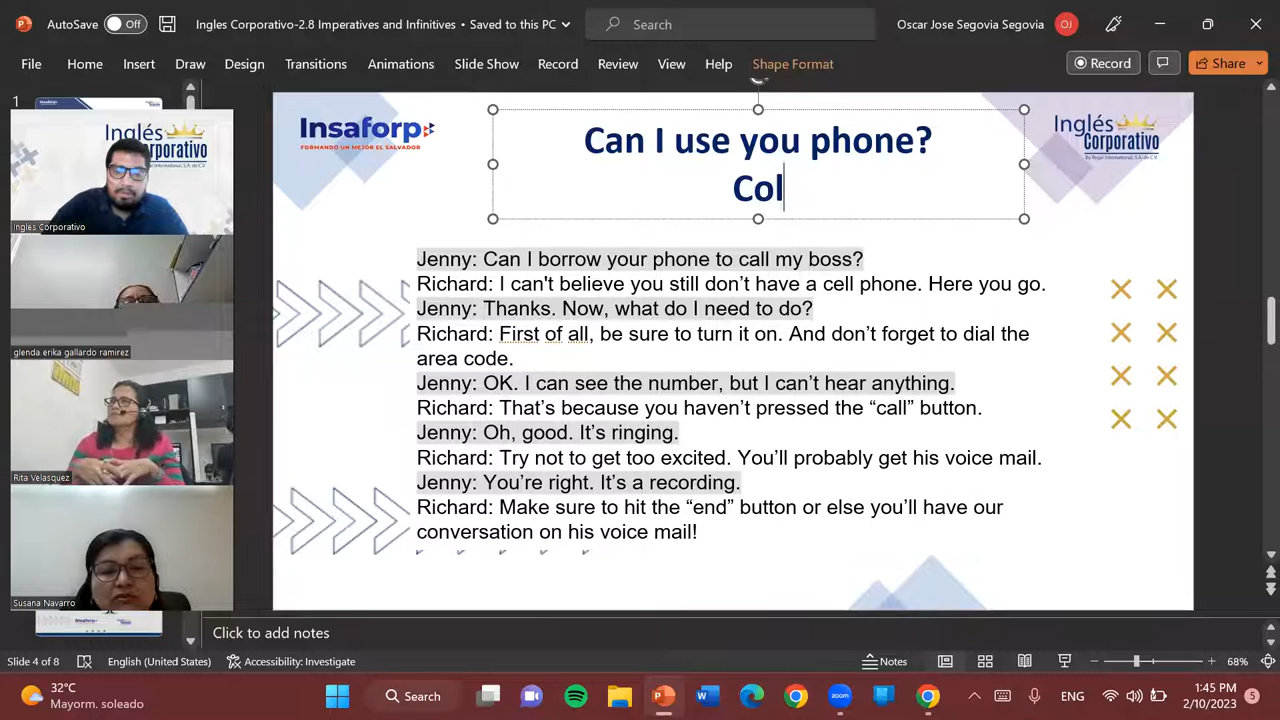 AutoSave
Off
Ingles Corporativo-2.8 Imperatives and Infinitives • Saved to this PC
Search
Oscar Jose Segovia Segovia
OJ
File
Home
Insert
Draw
Design
Transitions
Animations
Slide Show
Record
Review
View
Help
Shape Format
Record
Share
1
Inglés
Corporativo
Ingles Corporativo
glenda erika gallardo ramirez
Rita Velasquez
Susana Navarro
Insaforp
FORMANDO UN MEJOR EL SALVADOR
Can I use you phone?
Col
Inglés
Corporativo
By Regal International, S.A. de C.V.
Jenny: Can I borrow your phone to call my boss?
Richard: I can't believe you still don’t have a cell phone. Here you go.
Jenny: Thanks. Now, what do I need to do?
Richard: First of all, be sure to turn it on. And don’t forget to dial the
area code.
Jenny: OK. I can see the number, but I can’t hear anything.
Richard: That’s because you haven’t pressed the “call” button.
Jenny: Oh, good. It’s ringing.
Richard: Try not to get too excited. You’ll probably get his voice mail.
Jenny: You’re right. It’s a recording.
Richard: Make sure to hit the “end” button or else you’ll have our
conversation on his voice mail!
Click to add notes
Slide 4 of 8
English (United States)
Accessibility: Investigate
Notes
68%
32°C
Mayorm. soleado
Search
zoom
ENG
1:45 PM
2/10/2023
5